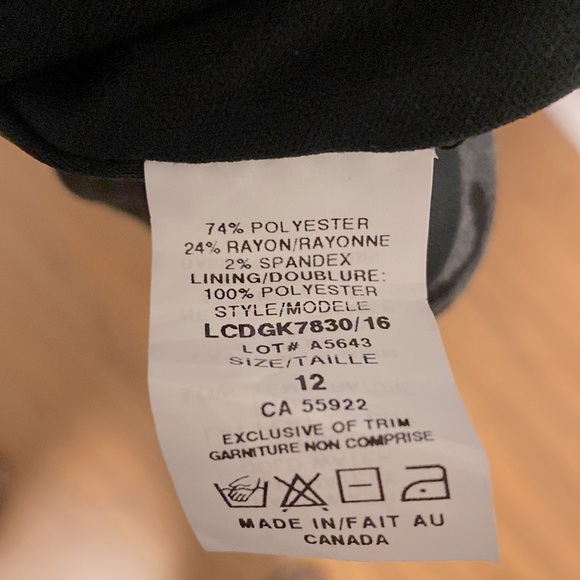 74% POLYESTER
24% RAYON/RAYONNE
2% SPANDEX
LINING/DOUBLURE:
100% POLYESTER
STYLE/MODELE
LCDGK7830/16
LOT# A5643
SIZE/TAILLE
12
CA 55922
EXCLUSIVE OF TRIM
GARNITURE NON COMPRISE
MADE IN/FAIT AU
CANADA